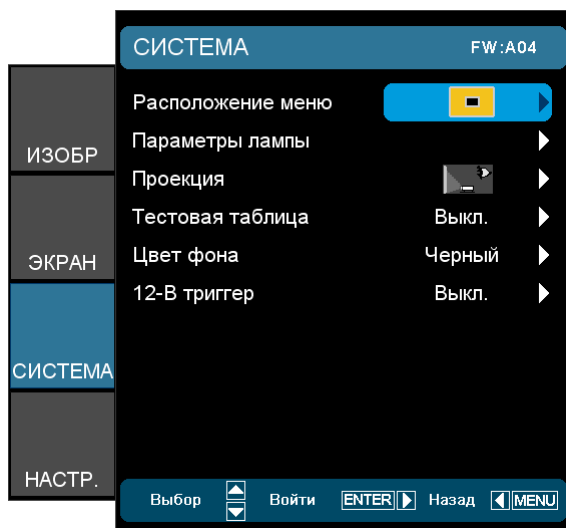 СИСТЕМА FW:A04
Расположение меню
Параметры лампы
Проекция
Тестовая таблица Выкл.
Цвет фона Черный
12-В триггер Выкл.
ИЗОБР
ЭКРАН
СИСТЕМА
НАСТР.
Выбор Войти ENTER Назад MENU